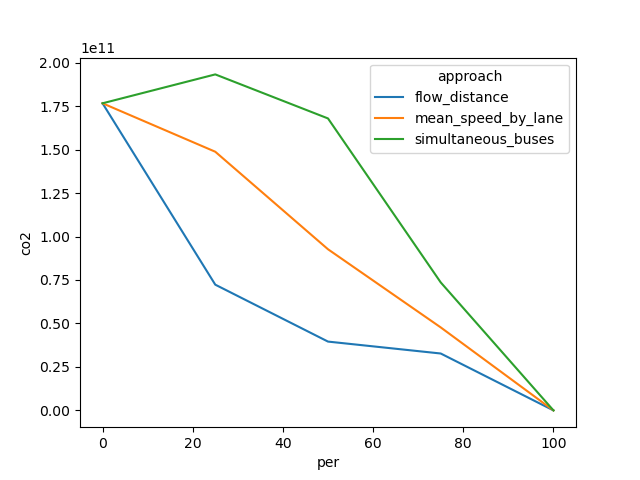 1e11
2.00
1.75
1.50
1.25
1.00
0.75
0.50
0.25
0.00
co2
approach
flow_distance
mean_speed_by_lane
simultaneous_buses
0 20 40 60 80 100
per